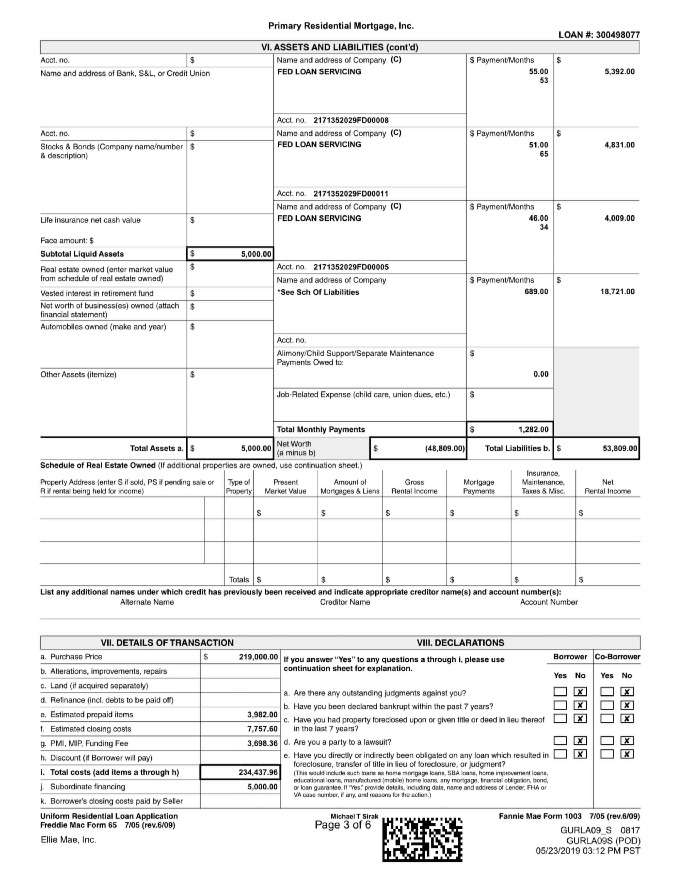 Primary Residential Mortgage, Inc.
LOAN #: 300498077
VI. ASSETS AND LIABILITIES (cont'd)
Acct. no. $
Name and address of Bank, S&L, or Credit Union
Name and address of Company (C) $ Payment/Months $
FED LOAN SERVICING 55.00 5,392.00
53
Acct. no. 2171352029FD00008
Acct. no. $
Stocks & Bonds (Company name/number $
& description)
Name and address of Company (C) $ Payment/Months $
FED LOAN SERVICING 51.00 4,831.00
65
Acct. no. 2171352029FD00011
Life insurance net cash value $
Face amount: $
Subtotal Liquid Assets $ 5,000.00
Name and address of Company (C) $ Payment/Months $
FED LOAN SERVICING 46.00 4,009.00
34
Acct. no. 2171352029FD00005
Real estate owned (enter market value $
from schedule of real estate owned)
Vested interest in retirement fund $
Net worth of business(es) owned (attach $
financial statement)
Automobiles owned (make and year) $
Name and address of Company $ Payment/Months $
*See Sch Of Liabilities 689.00 18,721.00
Acct. no.
Alimony/Child Support/Separate Maintenance $
Payments Owed to:
0.00
Other Assets (itemize) $
Job-Related Expense (child care, union dues, etc.) $
Total Monthly Payments $ 1,282.00
Total Assets a. $ 5,000.00 Net Worth $ (48,809.00) Total Liabilities b. $ 53,809.00
(a minus b)
Schedule of Real Estate Owned (If additional properties are owned, use continuation sheet.)
Property Address (enter S if sold, PS if pending sale or
R if rental being held for income)
Type of
Property
Present
Market Value
Amount of
Mortgages & Liens
Gross
Rental Income
Mortgage
Payments
Insurance,
Maintenance,
Taxes & Misc.
Net
Rental Income
$ $ $ $ $ $
Totals $ $ $ $ $ $
List any additional names under which credit has previously been received and indicate appropriate creditor name(s) and account number(s):
Alternate Name Creditor Name Account Number
VII. DETAILS OF TRANSACTION
a. Purchase Price $ 219,000.00
b. Alterations, improvements, repairs
c. Land (if acquired separately)
d. Refinance (incl. debts to be paid off)
e. Estimated prepaid items 3,982.00
f. Estimated closing costs 7,757.60
g. PMI, MIP, Funding Fee 3,698.36
h. Discount (if Borrower will pay)
i. Total costs (add items a through h) 234,437.96
j. Subordinate financing 5,000.00
k. Borrower's closing costs paid by Seller
VIII. DECLARATIONS
If you answer "Yes" to any questions a through i, please use
continuation sheet for explanation.
Borrower Co-Borrower
Yes No Yes No
a. Are there any outstanding judgments against you? ✘ ✘
b. Have you been declared bankrupt within the past 7 years? ✘ ✘
c. Have you had property foreclosed upon or given title or deed in lieu thereof ✘ ✘
in the last 7 years?
d. Are you a party to a lawsuit? ✘ ✘
e. Have you directly or indirectly been obligated on any loan which resulted in ✘ ✘
foreclosure, transfer of title in lieu of foreclosure, or judgment?
(This would include such loans as home mortgage loans, SBA loans, home improvement loans,
educational loans, manufactured (mobile) home loans, any mortgage, financial obligation, bond,
or loan guarantee. If "Yes," provide details, including date, name and address of Lender, FHA or
VA case number, if any, and reasons for the action.)
Uniform Residential Loan Application
Freddie Mac Form 65 7/05 (rev.6/09)
Ellie Mae, Inc.
Michael T Sirak
Page 3 of 6
Fannie Mae Form 1003 7/05 (rev.6/09)
GURLA09_S 0817
GURLA09S (POD)
05/23/2019 03:12 PM PST